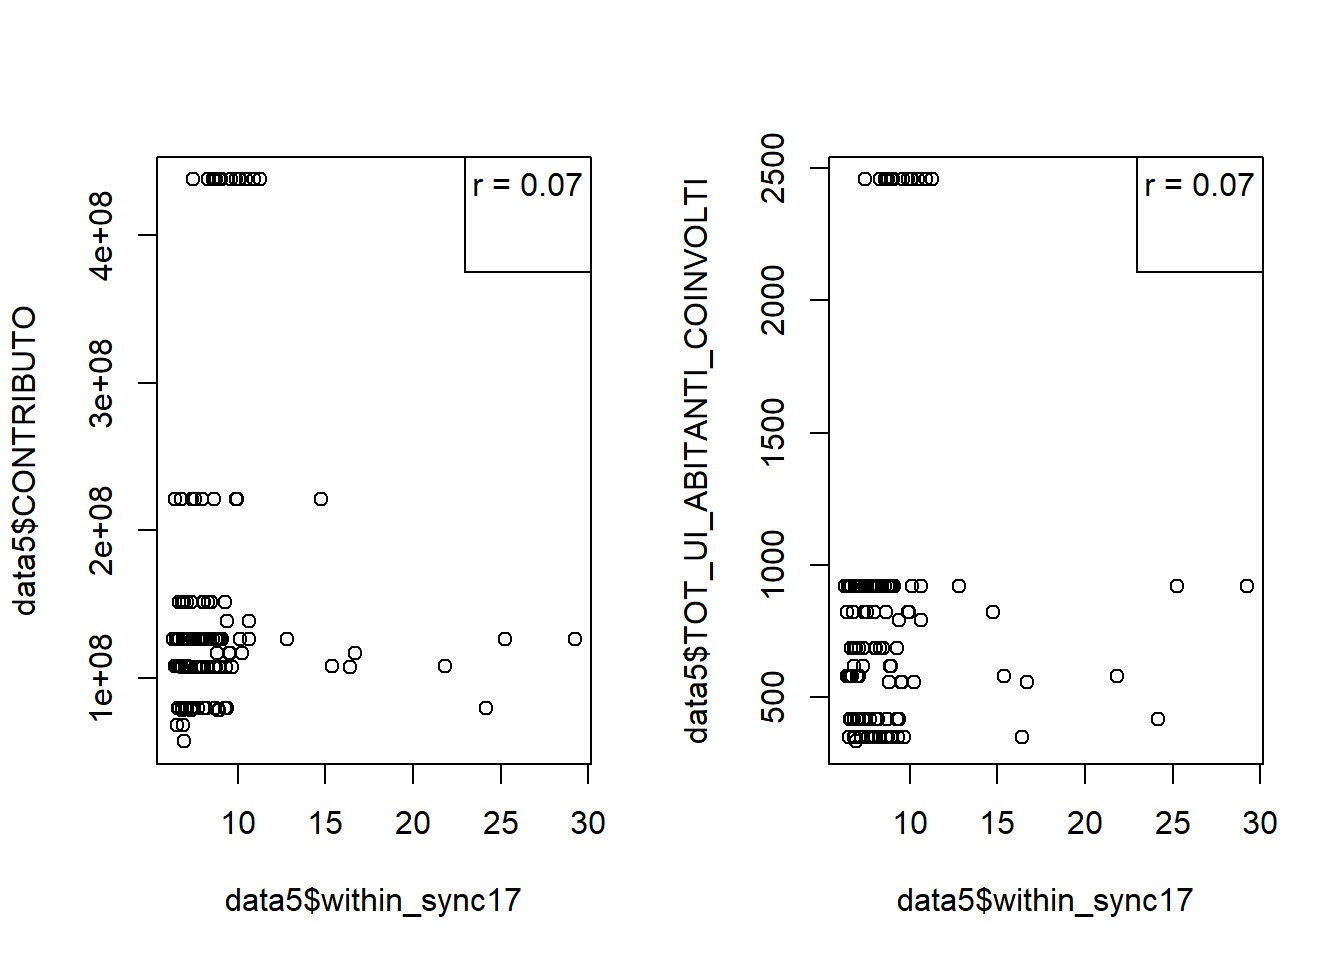 data5$CONTRIBUTO
4e+08
3e+08
2e+08
1e+08
r = 0.07
10 15 20 25 30
data5$within_sync17
data5$TOT_UI_ABITANTI_COINVOLTI
2500
2000
1500
1000
500
r = 0.07
10 15 20 25 30
data5$within_sync17